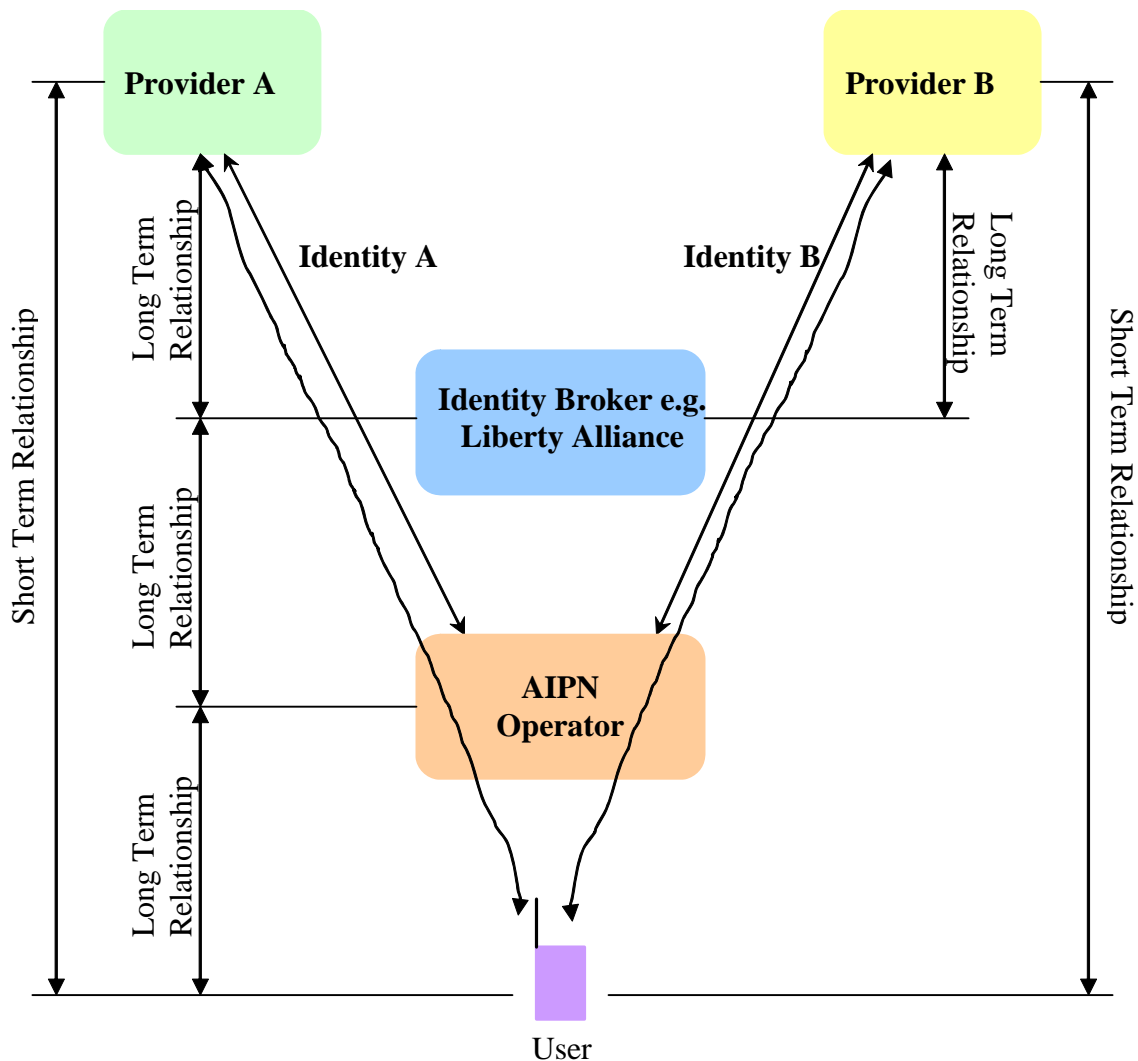 Provider A
Provider B
Identity A
Identity B
Long Term
Relationship
Long Term
Relationship
Short Term Relationship
Short Term Relationship
Identity Broker e.g.
Liberty Alliance
Long Term
Relationship
AIPN
Operator
Long Term
Relationship
User